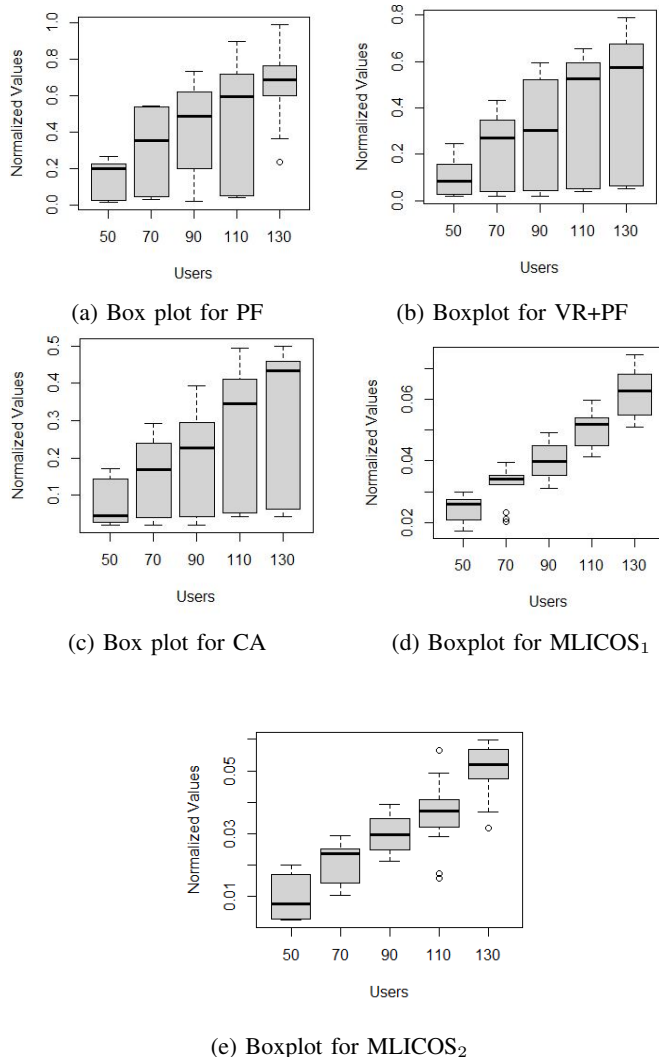 Normalized Values
0.0 0.2 0.4 0.6 0.8 1.0
50 70 90 110 130
Users
(a) Box plot for PF
Normalized Values
0.0 0.2 0.4 0.6 0.8
50 70 90 110 130
Users
(b) Boxplot for VR+PF
Normalized Values
0.1 0.2 0.3 0.4 0.5
50 70 90 110 130
Users
(c) Box plot for CA
Normalized Values
0.02 0.04 0.06
50 70 90 110 130
Users
(d) Boxplot for MLICOS₁
Normalized Values
0.01 0.03 0.05
50 70 90 110 130
Users
(e) Boxplot for MLICOS₂